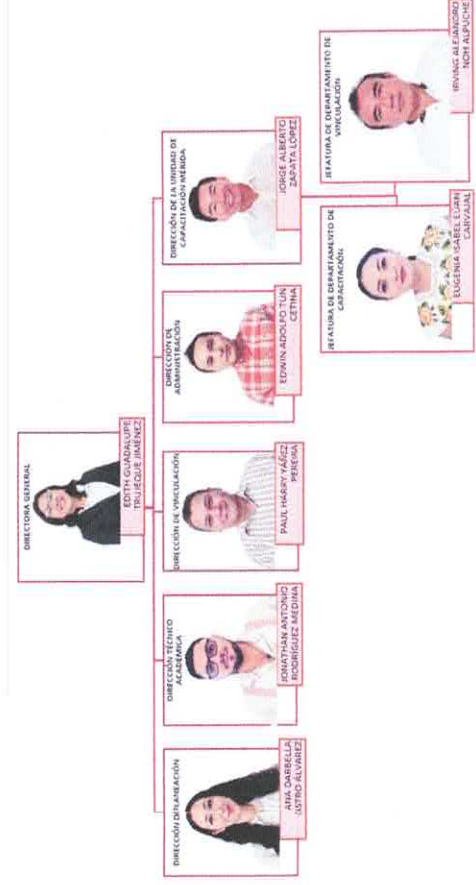 DIRECTORA GENERAL
EDITH GUADALUPE
TRUJEQUE JIMÉNEZ
DIRECCIÓN DE PLANEACIÓN
ANA DARBELLA
CASTRO ÁLVAREZ
DIRECCIÓN TÉCNICO
ACADÉMICA
JONATHAN ANTONIO
RODRÍGUEZ MEDINA
DIRECCIÓN DE VINCULACIÓN
PAUL HARRY YÁÑEZ
PEREIRA
DIRECCIÓN DE
ADMINISTRACIÓN
EDWIN ADOLFO TUN
CETINA
DIRECCIÓN DE LA UNIDAD DE
CAPACITACIÓN MÉRIDA
JORGE ALBERTO
ZAPATA LÓPEZ
JEFATURA DE DEPARTAMENTO DE
CAPACITACIÓN
EUGENIA ISABEL EUAN
CARVAJAL
JEFATURA DE DEPARTAMENTO DE
VINCULACIÓN
IRVING ALEJANDRO
NOH ALPUCHE